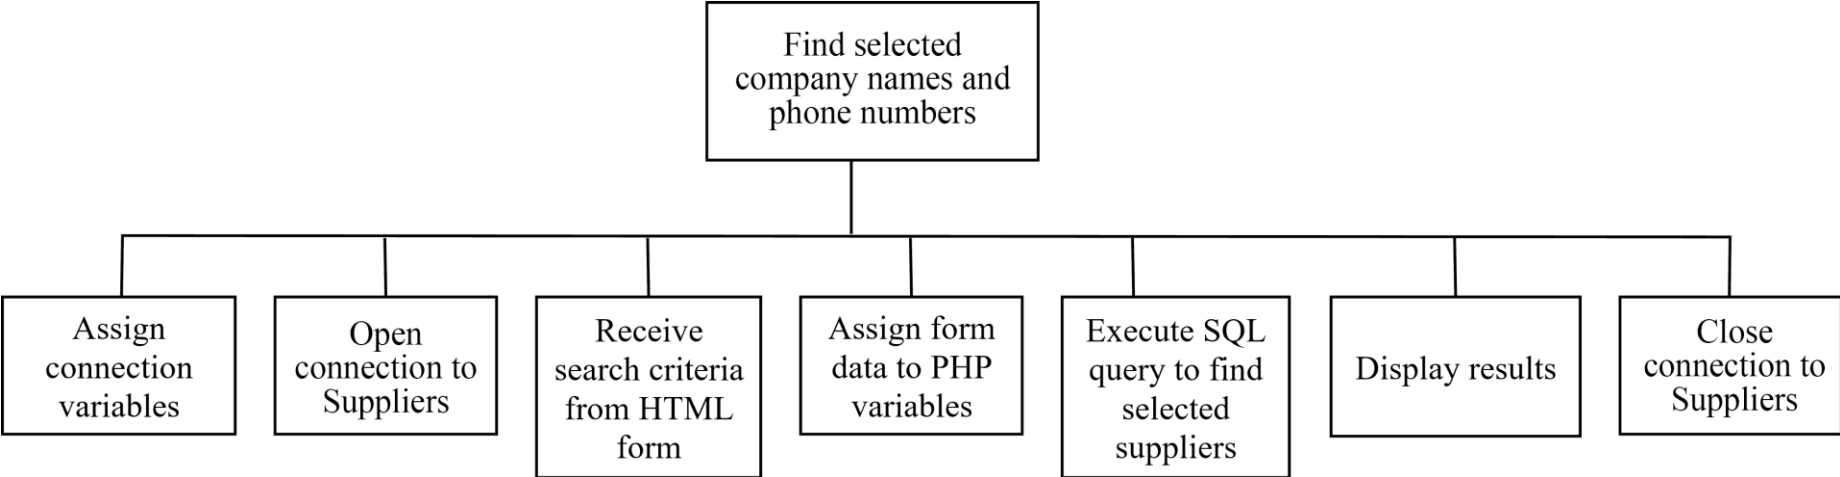 Find selected
company names and
phone numbers
Assign
connection
variables
Open
connection to
Suppliers
Receive
search criteria
from HTML
form
Assign form
data to PHP
variables
Execute SQL
query to find
selected
suppliers
Display results
Close
connection to
Suppliers